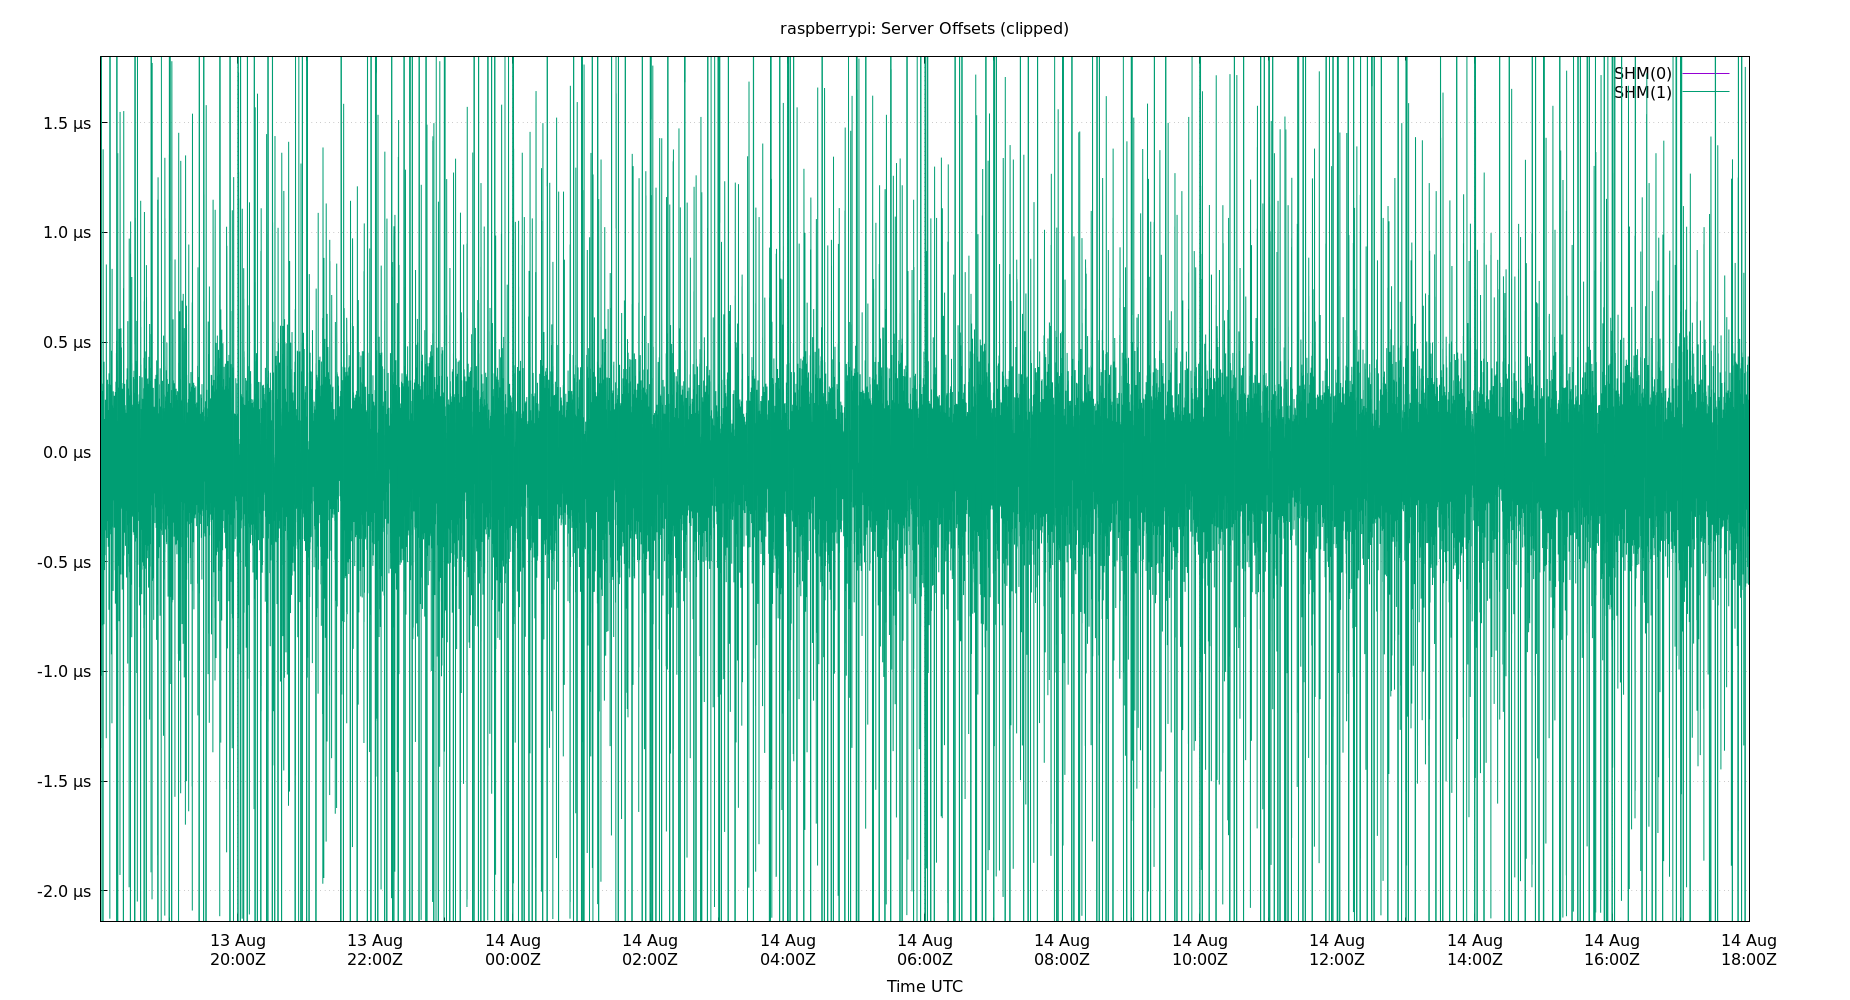 raspberrypi: Server Offsets (clipped)
SHM(0)
SHM(1)
1.5 µs
1.0 µs
0.5 µs
0.0 µs
-0.5 µs
-1.0 µs
-1.5 µs
-2.0 µs
13 Aug 13 Aug 14 Aug 14 Aug 14 Aug 14 Aug 14 Aug 14 Aug 14 Aug 14 Aug 14 Aug 14 Aug
20:00Z 22:00Z 00:00Z 02:00Z 04:00Z 06:00Z 08:00Z 10:00Z 12:00Z 14:00Z 16:00Z 18:00Z
Time UTC